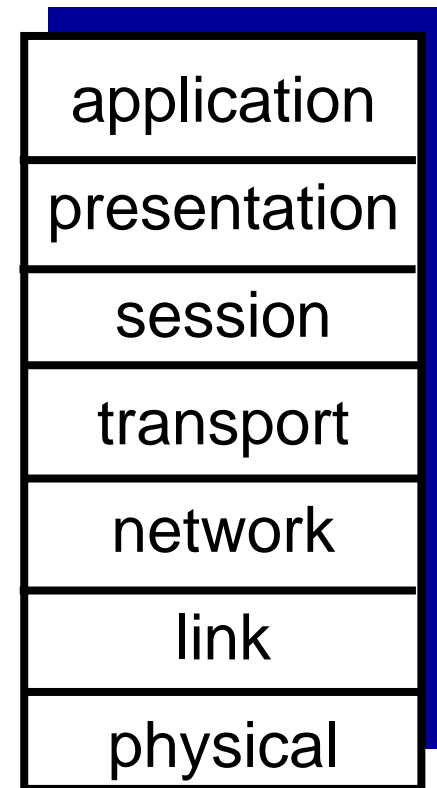 application
presentation
session
transport
network
link
physical